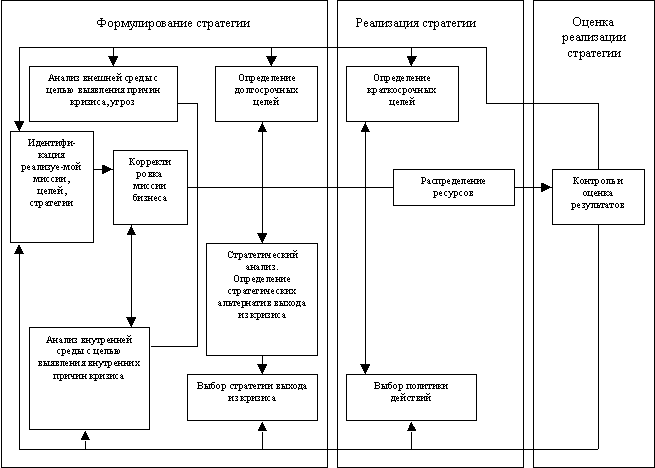 Формулирование стратегии
Реализация стратегии
Оценка
реализации
стратегии
Анализ внешней среды с
целью выявления причин
кризиса, угроз
Определение
долгосрочных
целей
Определение
краткосрочных
целей
Идентифи-
кация
реализуе-мой
миссии,
целей,
стратегии
Корректи
ровка
миссии
бизнеса
Распределение
ресурсов
Контроль и
оценка
результатов
Стратегический
анализ.
Определение
стратегических
альтернатив выхода
из кризиса
Анализ внутренней
среды с целью
выявления внутренних
причин кризиса
Выбор стратегии выхода
из кризиса
Выбор политики
действий